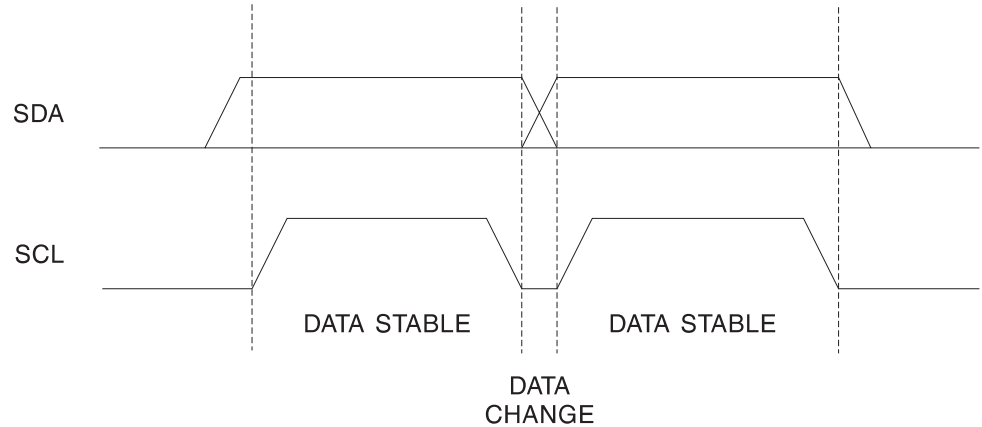 SDA
SCL
DATA STABLE
DATA STABLE
DATA
CHANGE